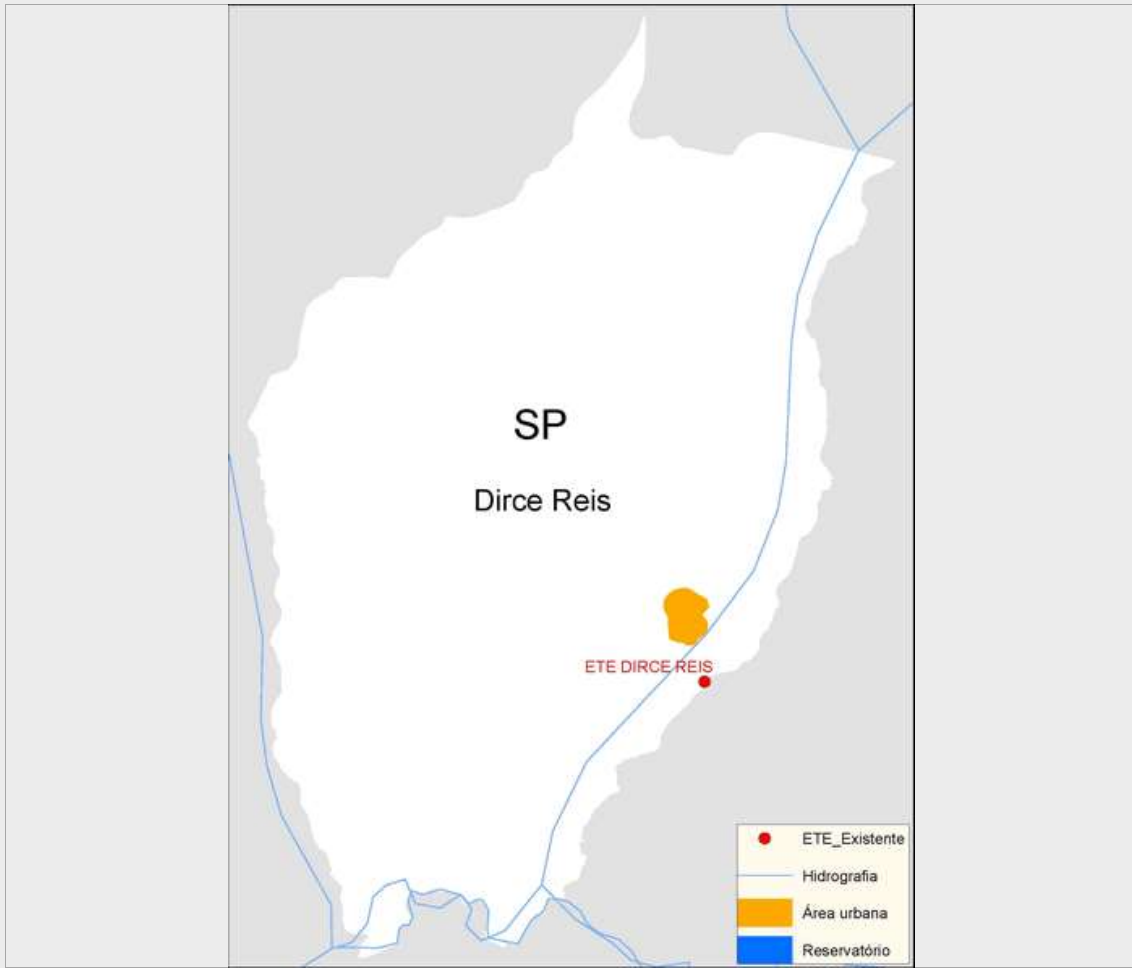 SP
Dirce Reis
ETE DIRCE REIS
ETE_Existente
Hidrografia
Área urbana
Reservatório